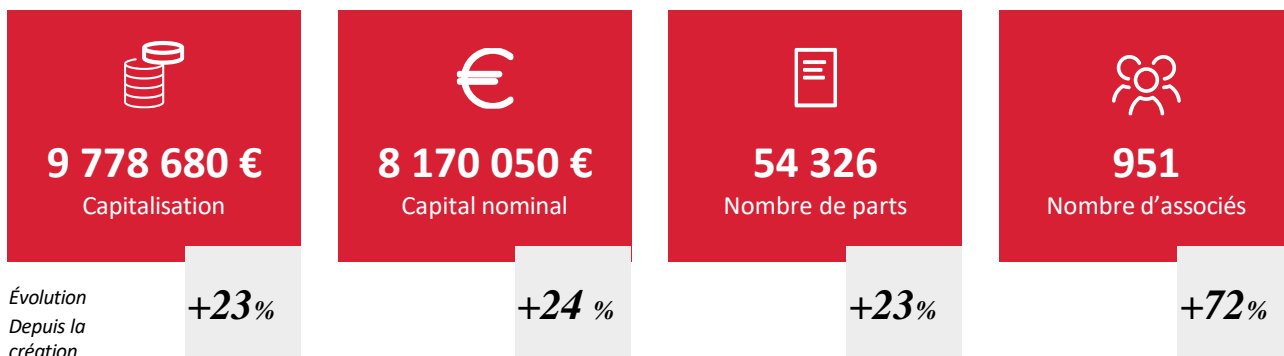 9 778 680 €
Capitalisation
8 170 050 €
Capital nominal
54 326
Nombre de parts
951
Nombre d’associés
Évolution
Depuis la
création
+23%
+24 %
+23%
+72%